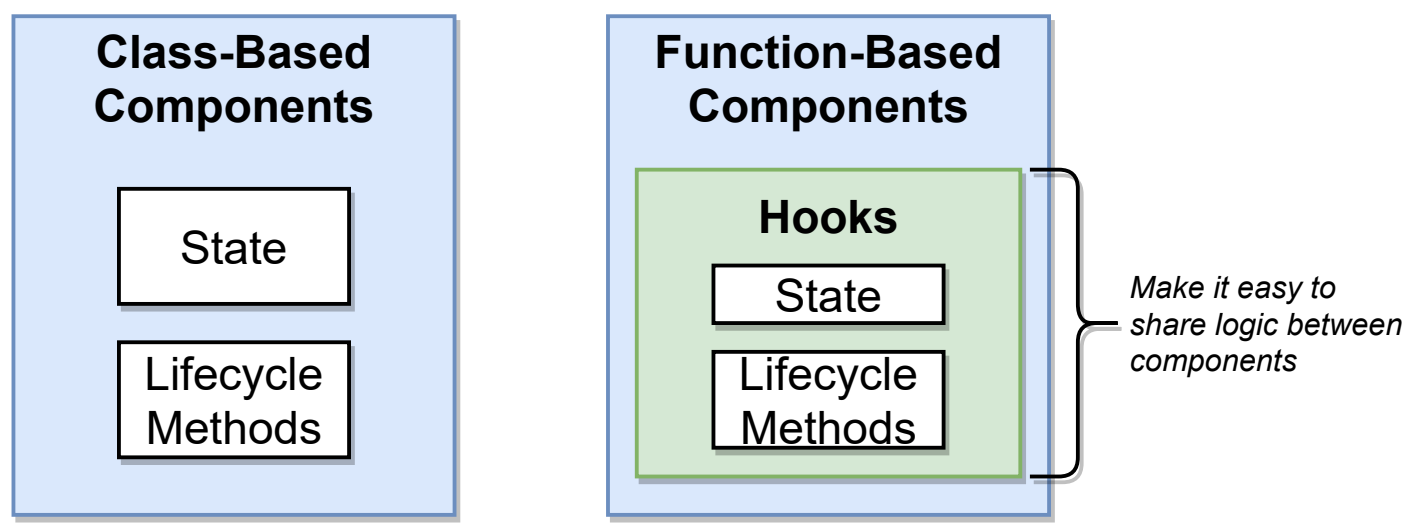 Class-Based
Components
State
Lifecycle
Methods
Function-Based
Components
Hooks
State
Lifecycle
Methods
Make it easy to
share logic between
components